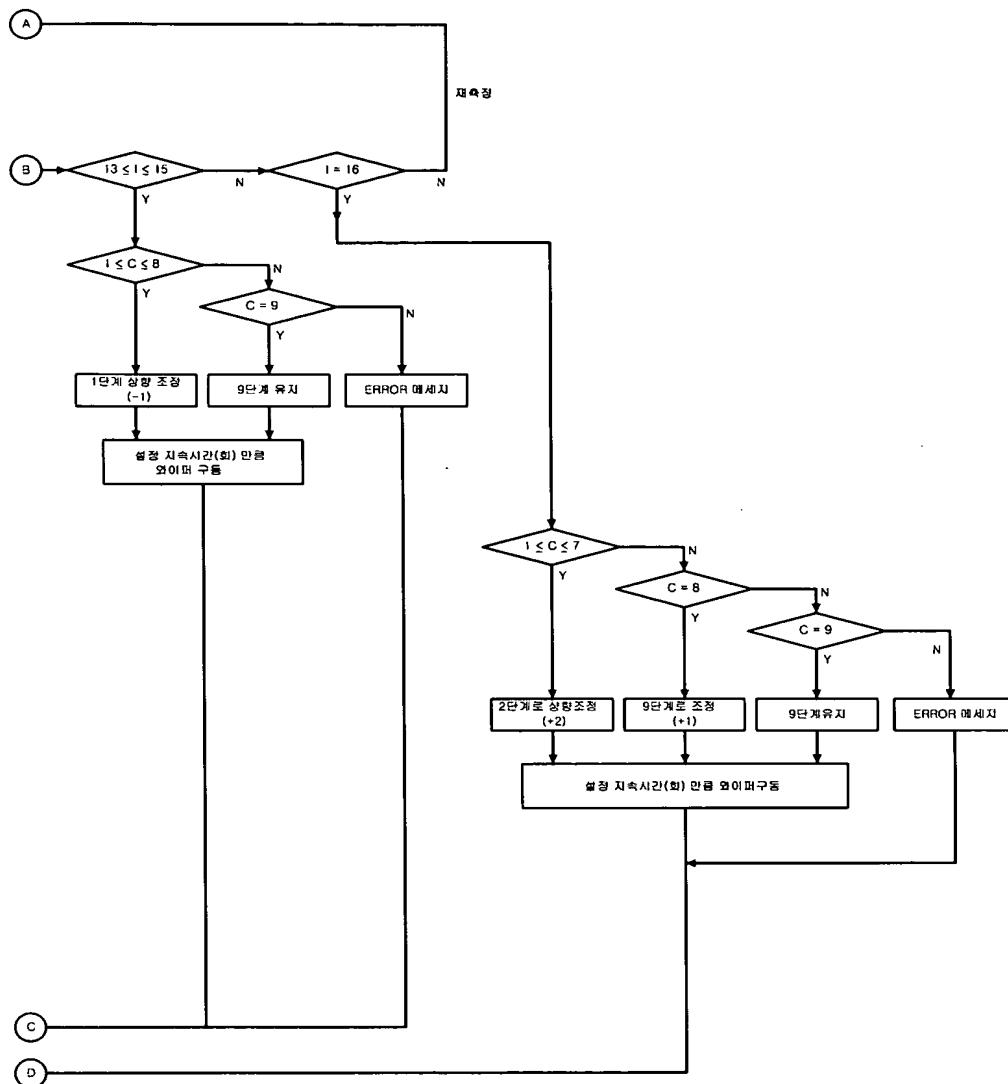 A
재측정
B
13 ≤ I ≤ 15
N
I = 16
N
Y
Y
1 ≤ C ≤ 8
N
Y
C = 9
N
Y
1단계 상향 조정
(-1)
9단계 유지
ERROR 메세지
설정 지속시간(회) 만큼
와이퍼 구동
1 ≤ C ≤ 7
N
Y
C = 8
N
Y
C = 9
N
Y
2단계로 상향조정
(+2)
9단계로 조정
(+1)
9단계유지
ERROR 메세지
설정 지속시간(회) 만큼 와이퍼구동
C
D